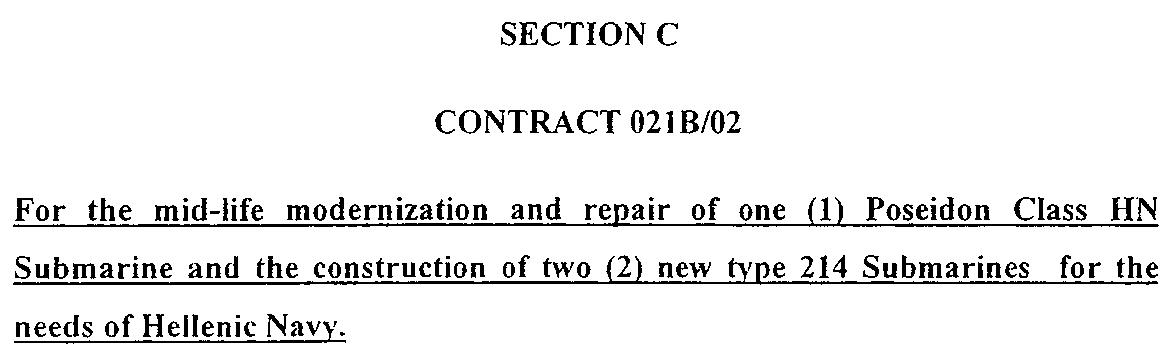 SECTION C
CONTRACT 021B/02
For the mid-life modernization and repair of one (1) Poseidon Class HN
Submarine and the construction of two (2) new type 214 Submarines for the
needs of Hellenic Navy.